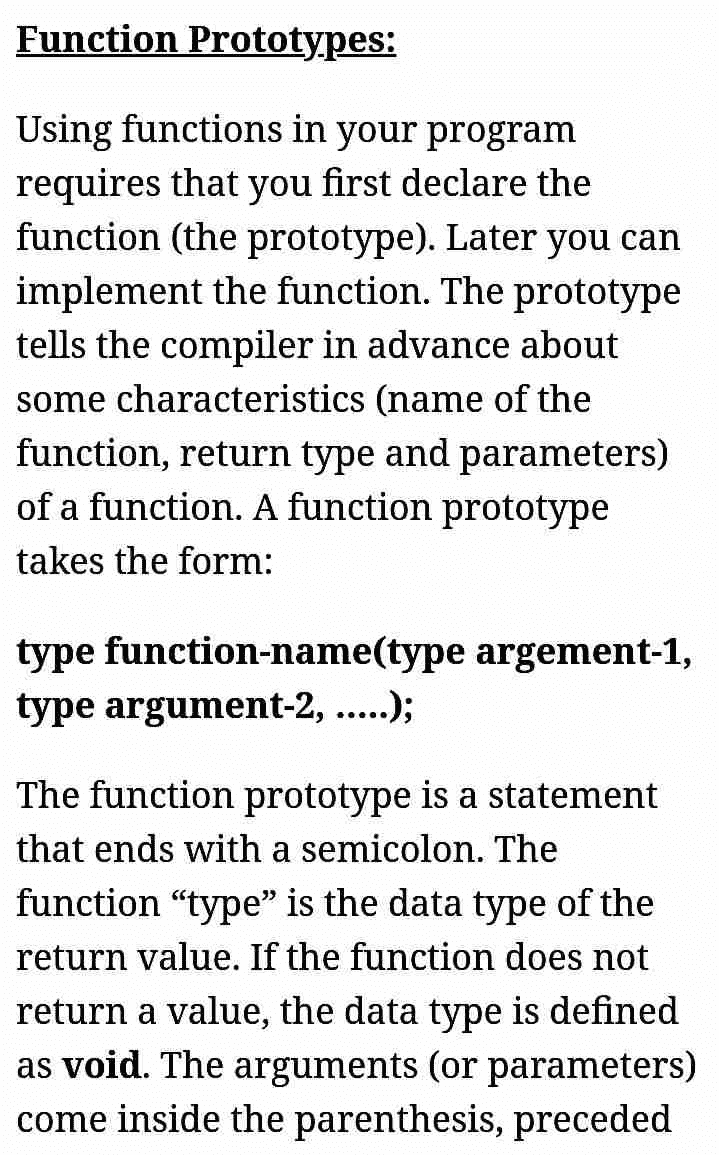 Function Prototypes:
Using functions in your program
requires that you first declare the
function (the prototype). Later you can
implement the function. The prototype
tells the compiler in advance about
some characteristics (name of the
function, return type and parameters)
of a function. A function prototype
takes the form:
type function-name(type argement-1,
type argument-2, …..);
The function prototype is a statement
that ends with a semicolon. The
function “type” is the data type of the
return value. If the function does not
return a value, the data type is defined
as void. The arguments (or parameters)
come inside the parenthesis, preceded